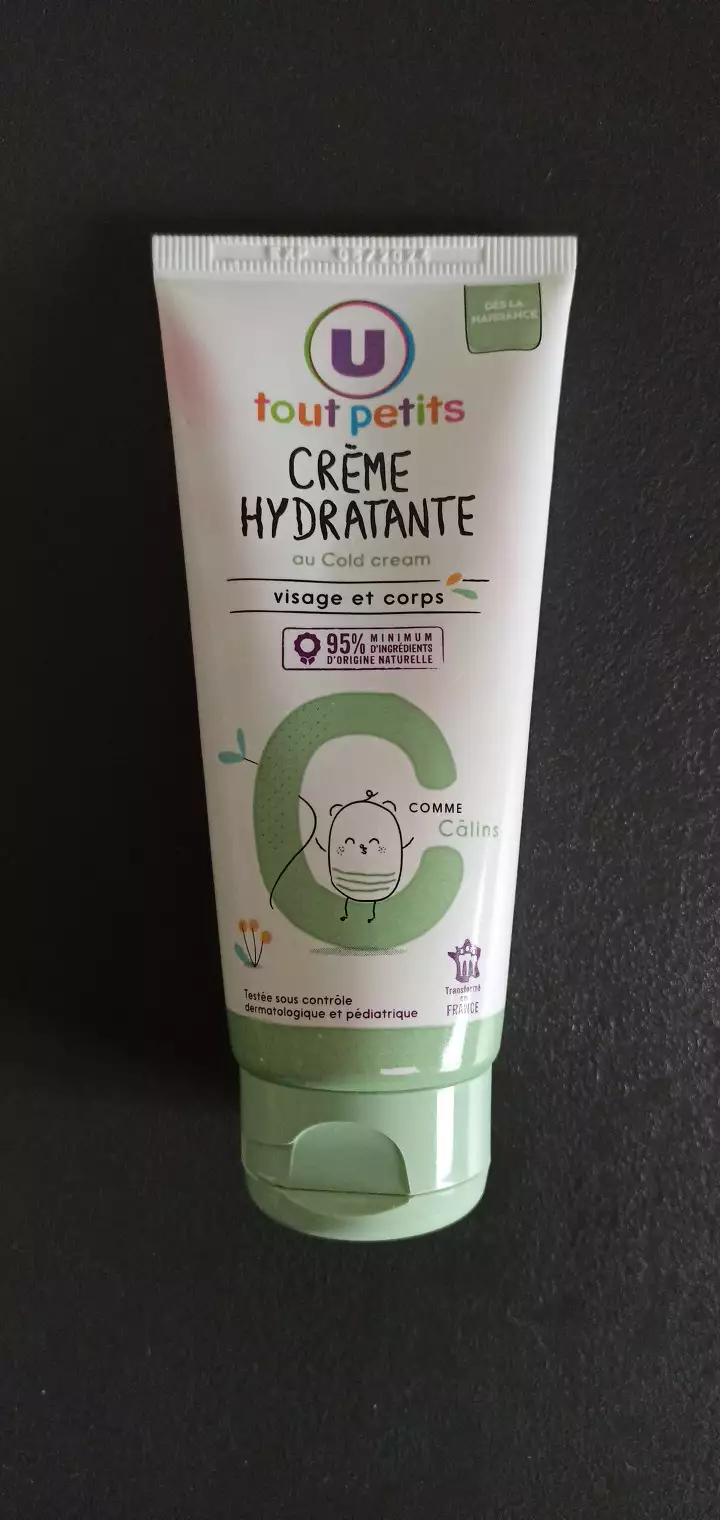 DÈS LA
NAISSANCE
U
tout petits
CRÈME
HYDRATANTE
au Cold cream
visage et corps
95% MINIMUM
D'INGRÉDIENTS
D'ORIGINE NATURELLE
C
COMME
Câlins
Transformé
en
FRANCE
Testée sous contrôle
dermatologique et pédiatrique